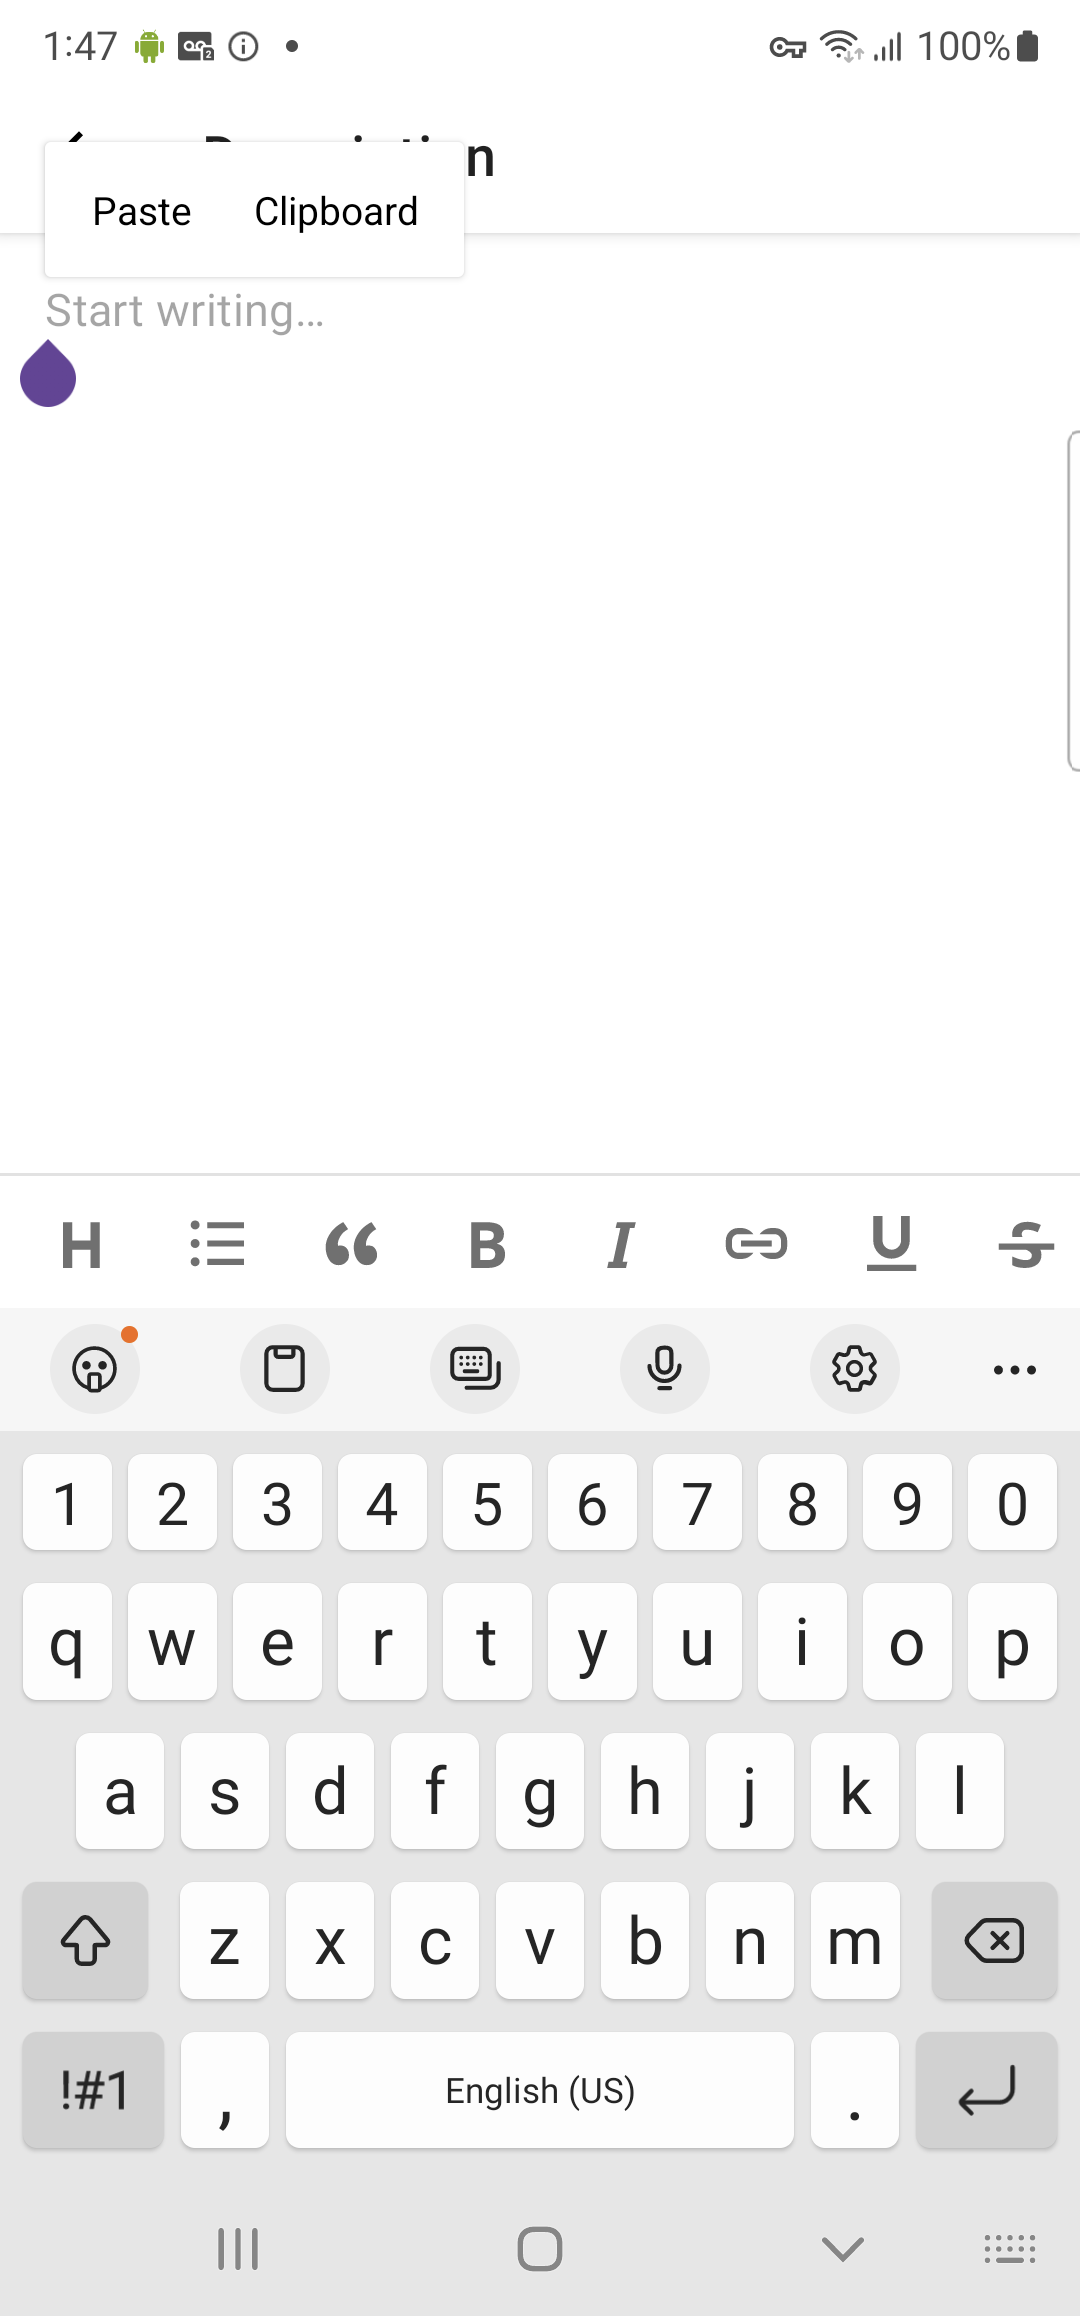 1:47 100%
Description
Paste Clipboard
Start writing...
H B I U S
1 2 3 4 5 6 7 8 9 0
q w e r t y u i o p
a s d f g h j k l
z x c v b n m
!#1 , English (US) .